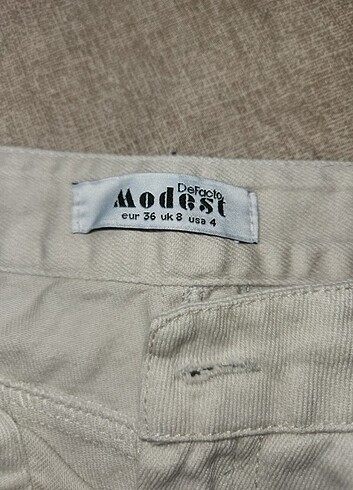 DeFacto
Modest
eur 36 uk 8 usa 4